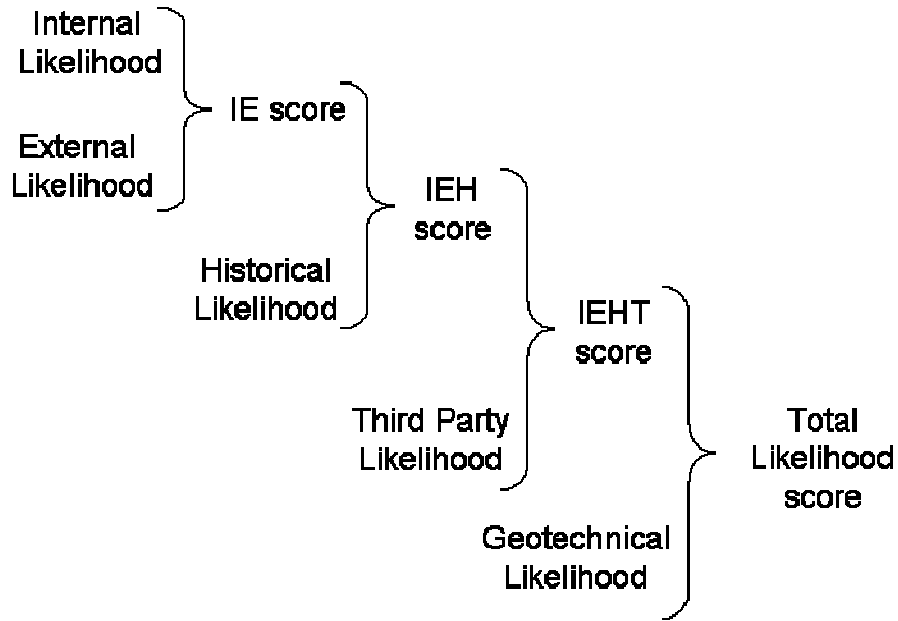 Internal
Likelihood
IE score
External
Likelihood
IEH
score
Historical
Likelihood
IEHT
score
Third Party
Likelihood
Total
Likelihood
score
Geotechnical
Likelihood